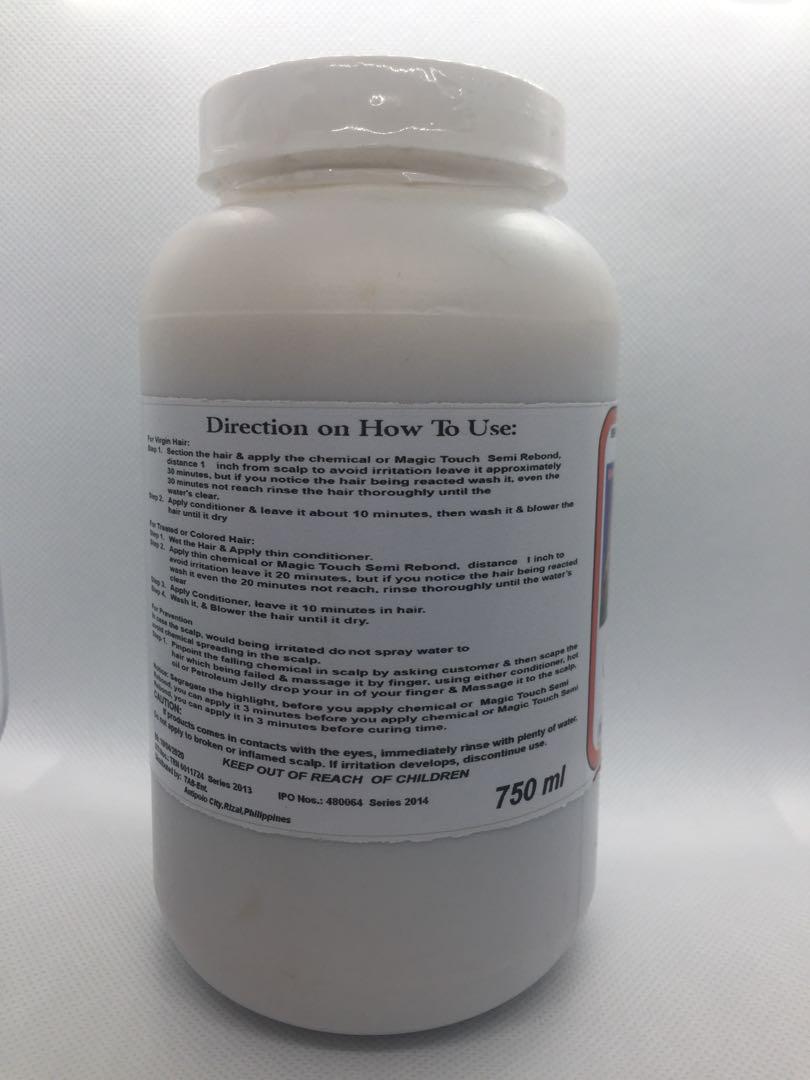 Direction on How To Use:
For Virgin Hair:
Step 1. Section the hair & apply the chemical or Magic Touch Semi Rebond,
distance 1 inch from scalp to avoid irritation leave it approximately
30 minutes, but if you notice the hair being reacted wash it, even the
30 minutes not reach rinse the hair thoroughly until the
water's clear.
Step 2. Apply conditioner & leave it about 10 minutes, then wash it & blower the
hair until it dry
For Treated or Colored Hair:
Step 1. Wet the Hair & Apply thin conditioner.
Step 2. Apply thin chemical or Magic Touch Semi Rebond, distance 1 inch to
avoid irritation leave it 20 minutes, but if you notice the hair being reacted
wash it even the 20 minutes not reach, rinse thoroughly until the water's
clear
Step 3. Apply Conditioner, leave it 10 minutes in hair.
Step 4. Wash it, & Blower the hair until it dry.
For Prevention
In case the scalp, would being irritated do not spray water to
avoid chemical spreading in the scalp.
Step 1. Pinpoint the falling chemical in scalp by asking customer & then scape the
hair which being failed & massage it by finger, using either conditioner, hot
oil or Petroleum Jelly drop your in of your finger & Massage it to the scalp.
Segragate the highlight, before you apply chemical or Magic Touch Semi
Rebond, you can apply it 3 minutes before you apply chemical or Magic Touch Semi
Rebond, you can apply it in 3 minutes before curing time.
CAUTION:
If products comes in contacts with the eyes, immediately rinse with plenty of water.
Do not apply to broken or inflamed scalp. If irritation develops, discontinue use.
KEEP OUT OF REACH OF CHILDREN
6011724 Series 2013
IPO Nos.: 480064 Series 2014
750 ml
by: TAB-Ent.
Antipolo City,Rizal,Philippines